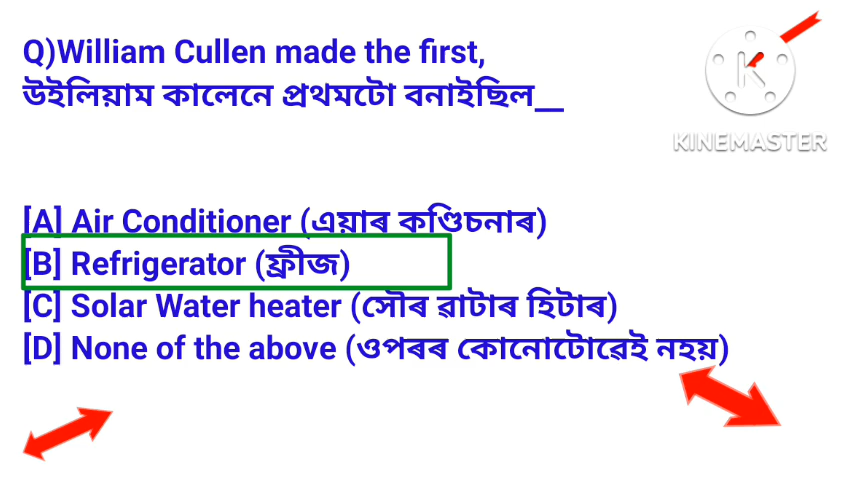 Q)William Cullen made the first,
উইলিয়াম কালেনে প্ৰথমটো বনাইছিল__
KINEMASTER
[A] Air Conditioner (এয়াৰ কণ্ডিচনাৰ)
[B] Refrigerator (ফ্ৰীজ)
[C] Solar Water heater (সৌৰ ৱাটাৰ হিটাৰ)
[D] None of the above (ওপৰৰ কোনোটোৱেই নহয়)